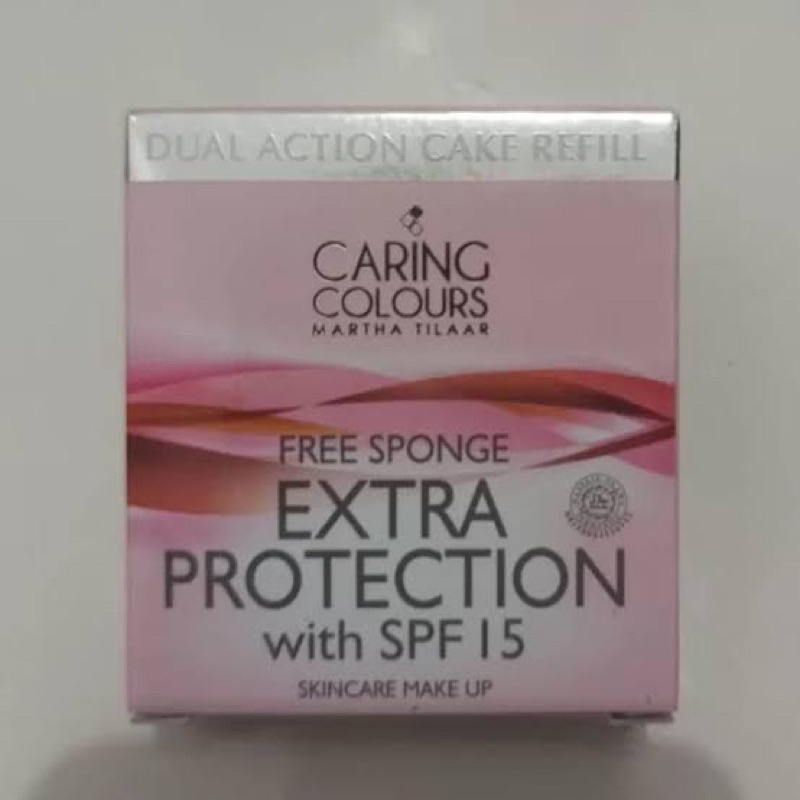 DUAL ACTION CAKE REFILL
CARING
COLOURS
MARTHA TILAAR
FREE SPONGE
EXTRA
PROTECTION
with SPF 15
SKINCARE MAKE UP